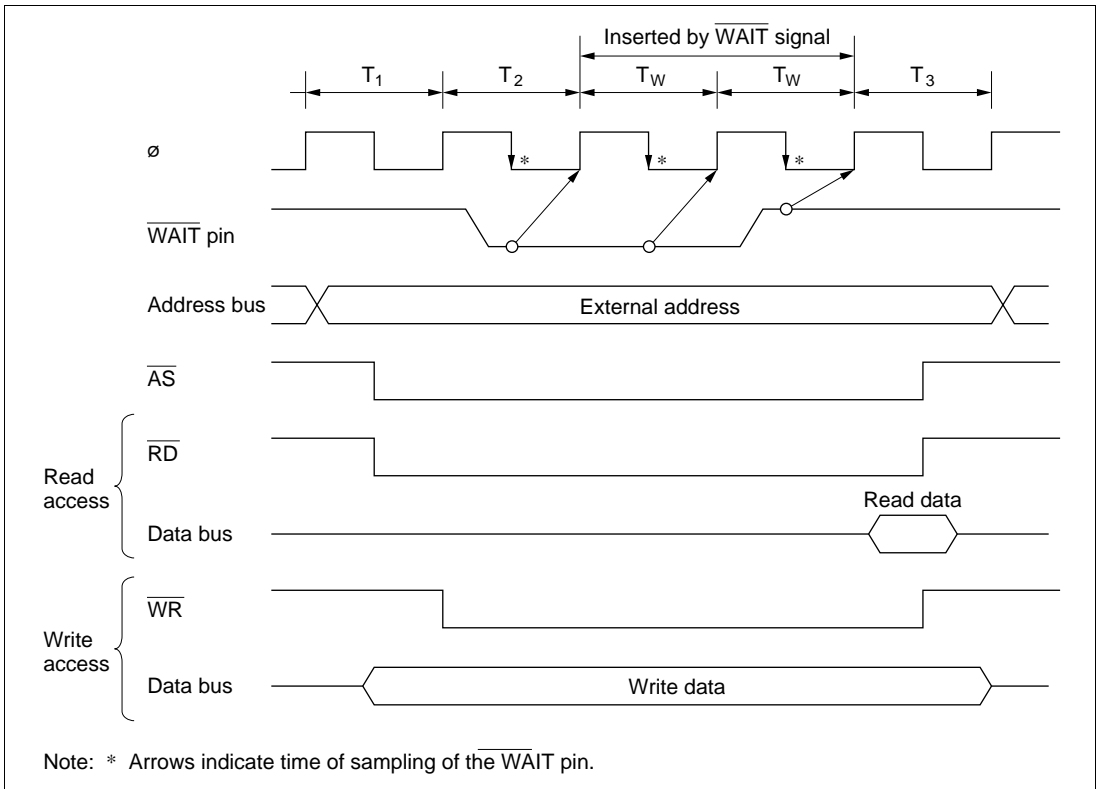 Inserted by WAIT signal
T1 T2 TW TW T3
ø
* * *
WAIT pin
Address bus
External address
AS
Read access
RD
Read data
Data bus
Write access
WR
Data bus
Write data
Note: * Arrows indicate time of sampling of the WAIT pin.